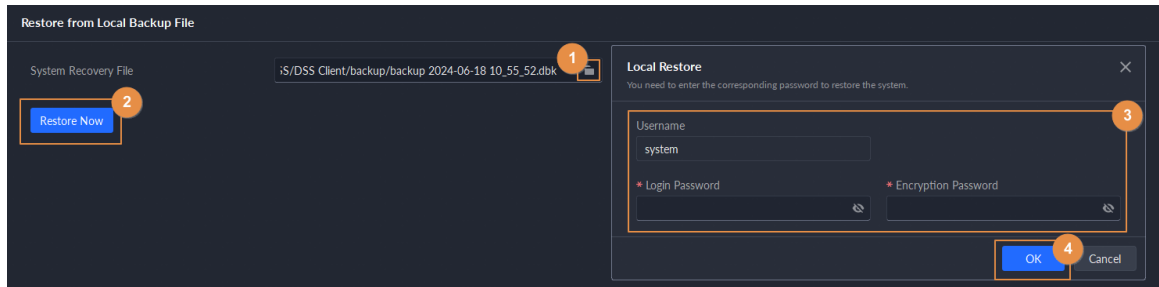 Restore from Local Backup File
System Recovery File
iS/DSS Client/backup/backup 2024-06-18 10_55_52.dbk
1
Restore Now
2
Local Restore
You need to enter the corresponding password to restore the system.
3
Username
system
* Login Password
* Encryption Password
OK
4
Cancel